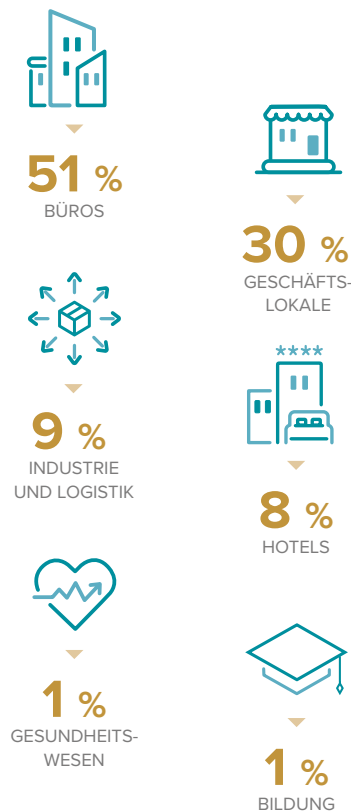 51 %
BÜROS
30 %
GESCHÄFTS-
LOKALE
9 %
INDUSTRIE
UND LOGISTIK
****
8 %
HOTELS
1 %
GESUNDHEITS-
WESEN
1 %
BILDUNG